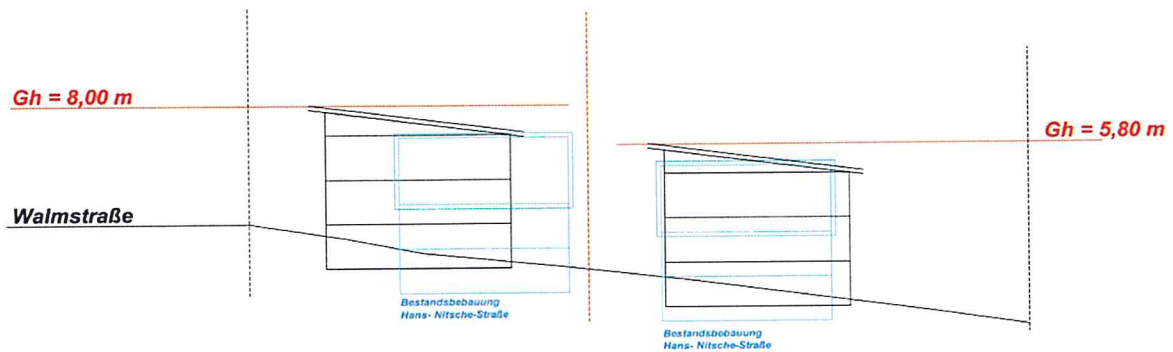 Gh = 8,00 m
Gh = 5,80 m
Walmstraße
Bestandsbebauung
Hans- Nitsche-Straße
Bestandsbebauung
Hans- Nitsche-Straße